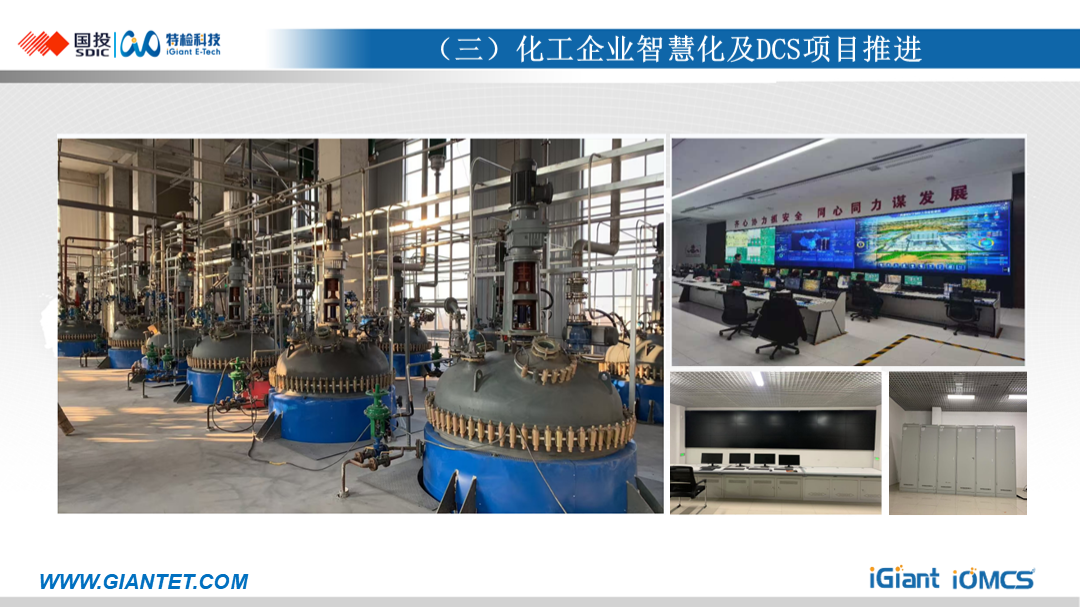 国投
SDIC
特检科技
iGiant E-Tech
(三)化工企业智慧化及DCS项目推进
齐心协力抓安全 同心同力谋发展
WWW.GIANTET.COM
iGiant iOMCS